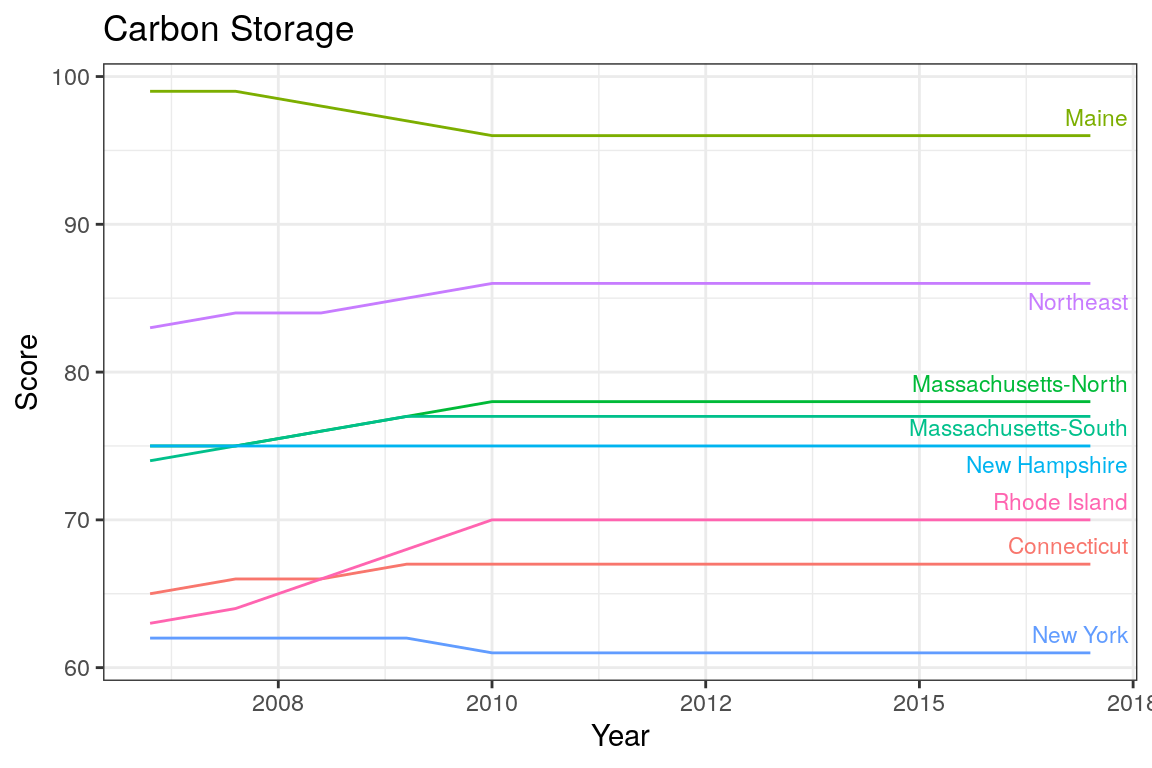 Carbon Storage
100
90
80
70
60
Score
Maine
Northeast
Massachusetts-North
Massachusetts-South
New Hampshire
Rhode Island
Connecticut
New York
2008 2010 2012 2015 2018
Year